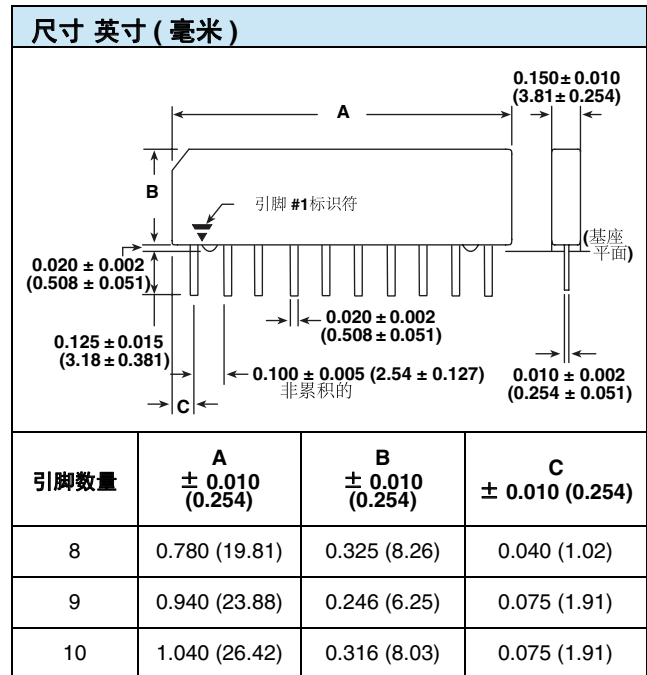 尺寸 英寸 ( 毫米 )
0.150 ± 0.010
(3.81 ± 0.254)
A
B
引脚 #1标识符
(基座
平面)
0.020 ± 0.002
(0.508 ± 0.051)
0.020 ± 0.002
(0.508 ± 0.051)
0.125 ± 0.015
(3.18 ± 0.381)
0.100 ± 0.005 (2.54 ± 0.127)
非累积的
0.010 ± 0.002
(0.254 ± 0.051)
C
引脚数量
A
± 0.010
(0.254)
B
± 0.010
(0.254)
C
± 0.010 (0.254)
8 0.780 (19.81) 0.325 (8.26) 0.040 (1.02)
9 0.940 (23.88) 0.246 (6.25) 0.075 (1.91)
10 1.040 (26.42) 0.316 (8.03) 0.075 (1.91)